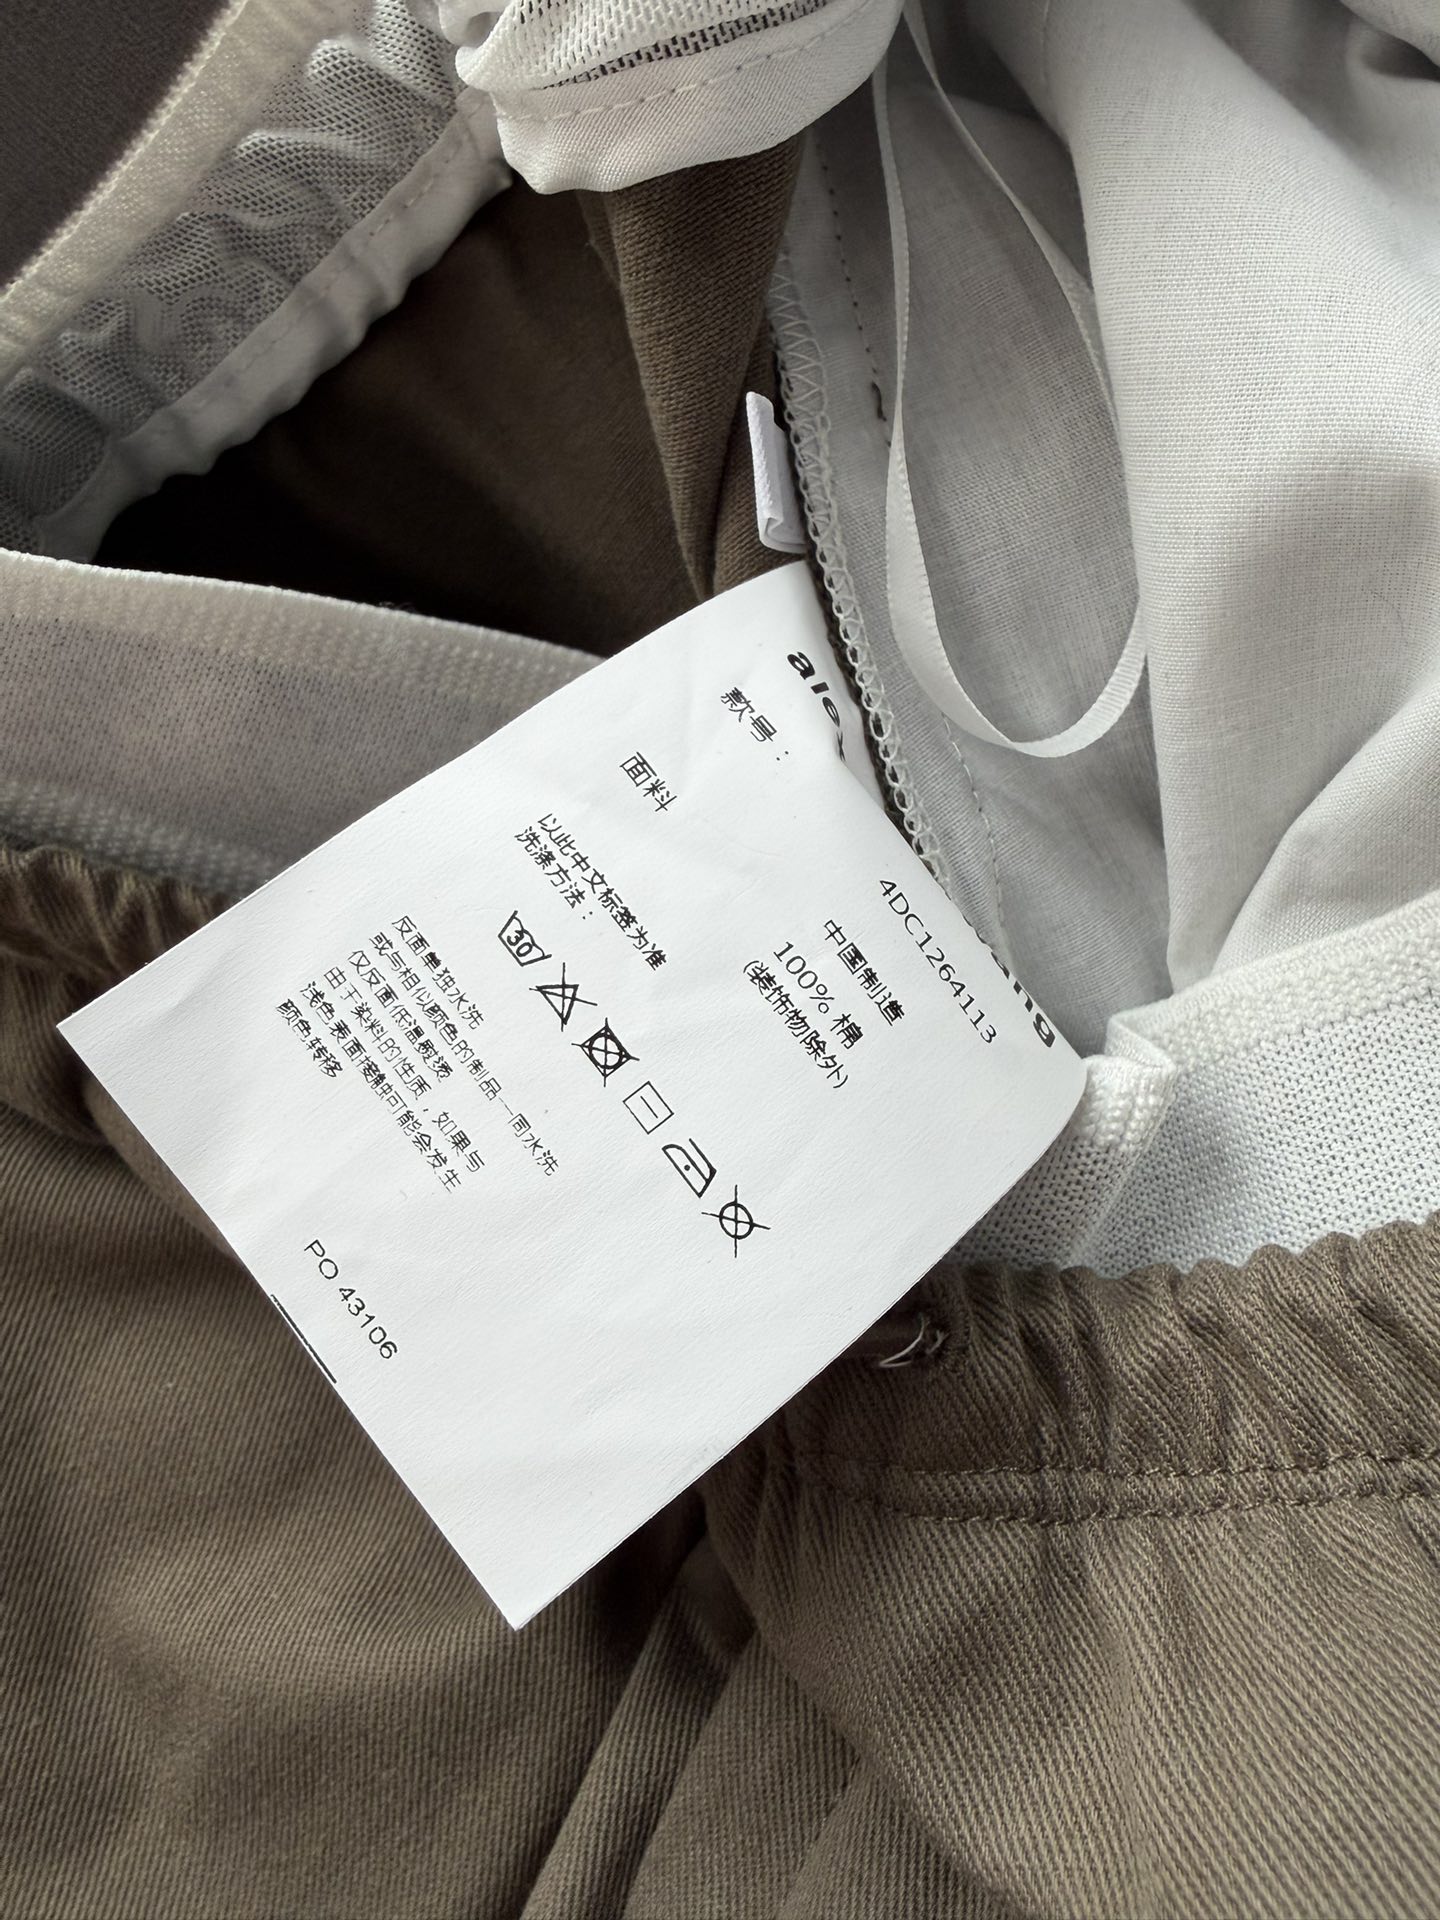 款号： 4DC1264113
中国制造
面料 100% 棉
(装饰物除外)
以此中文标签为准
洗涤方法：
30
反面单独水洗
或与相似颜色的制品一同水洗
仅反面低温熨烫
由于染料的性质，如果与
浅色表面接触可能会发生
颜色转移
PO 43106